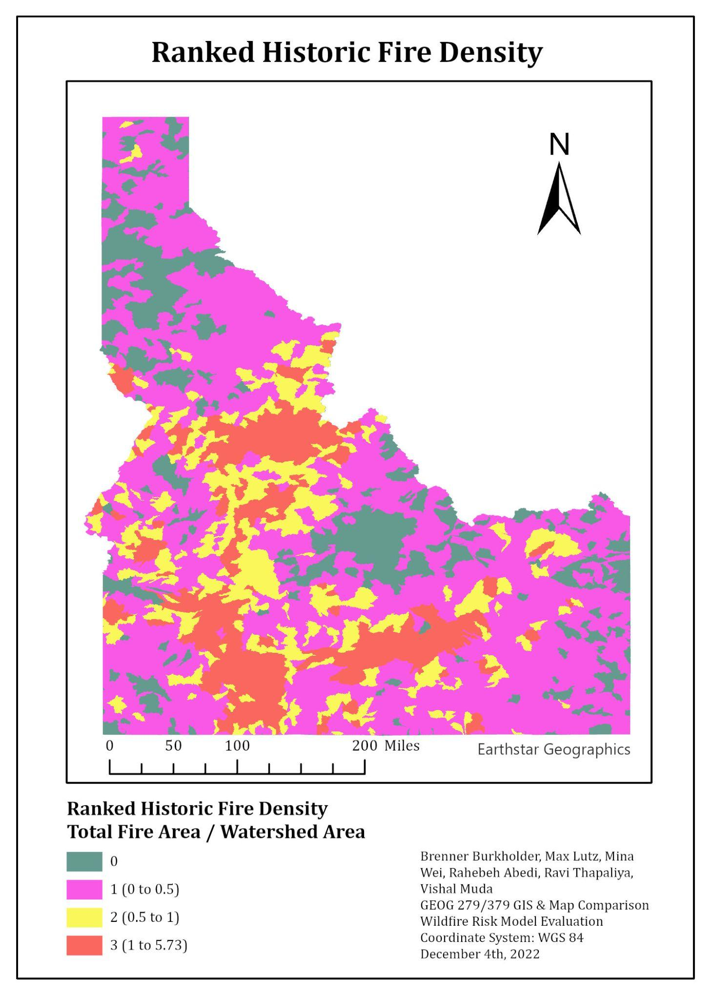 Ranked Historic Fire Density
N
0 50 100 200 Miles
Earthstar Geographics
Ranked Historic Fire Density
Total Fire Area / Watershed Area
0
1 (0 to 0.5)
2 (0.5 to 1)
3 (1 to 5.73)
Brenner Burkholder, Max Lutz, Mina
Wei, Rahebeh Abedi, Ravi Thapaliya,
Vishal Muda
GEOG 279/379 GIS & Map Comparison
Wildfire Risk Model Evaluation
Coordinate System: WGS 84
December 4th, 2022